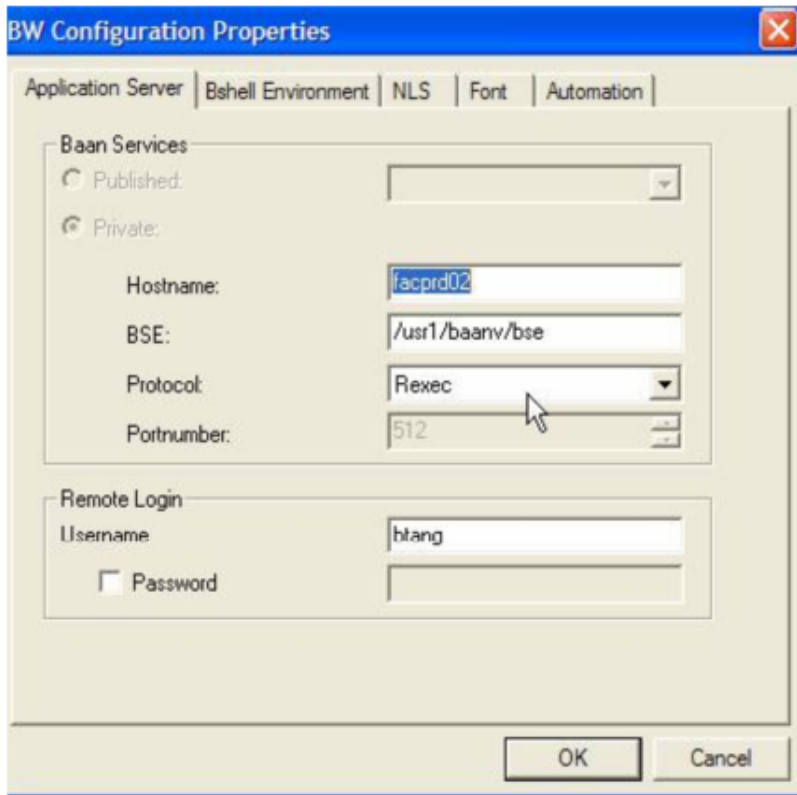 BW Configuration Properties
Application Server Bshell Environment NLS Font Automation
Baan Services
Published:
Private:
Hostname: facprd02
BSE: /usr1/baanv/bse
Protocol: Rexec
Portnumber: 512
Remote Login
Username btang
Password
OK Cancel